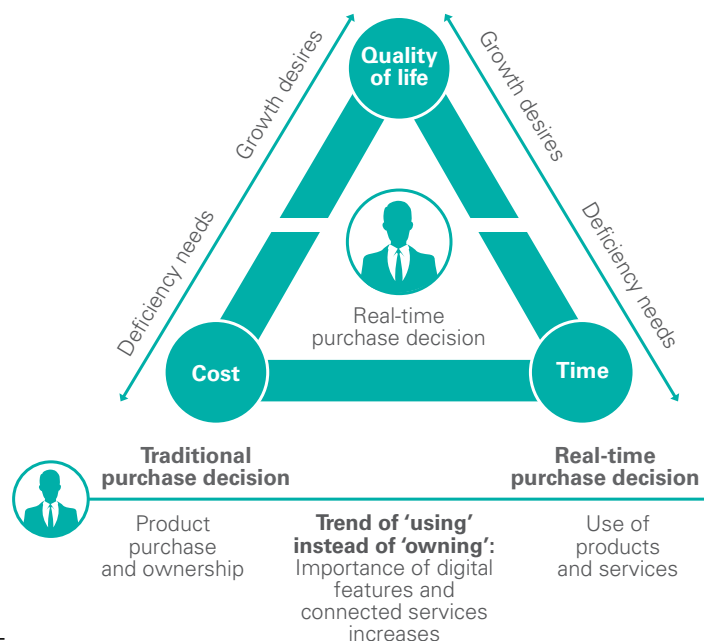 Quality
of life
Growth desires
Growth desires
Deficiency needs
Deficiency needs
Real-time
purchase decision
Cost
Time
Traditional
purchase decision
Real-time
purchase decision
Product
purchase
and ownership
Trend of ‘using’
instead of ‘owning’:
Importance of digital
features and
connected services
increases
Use of
products
and services